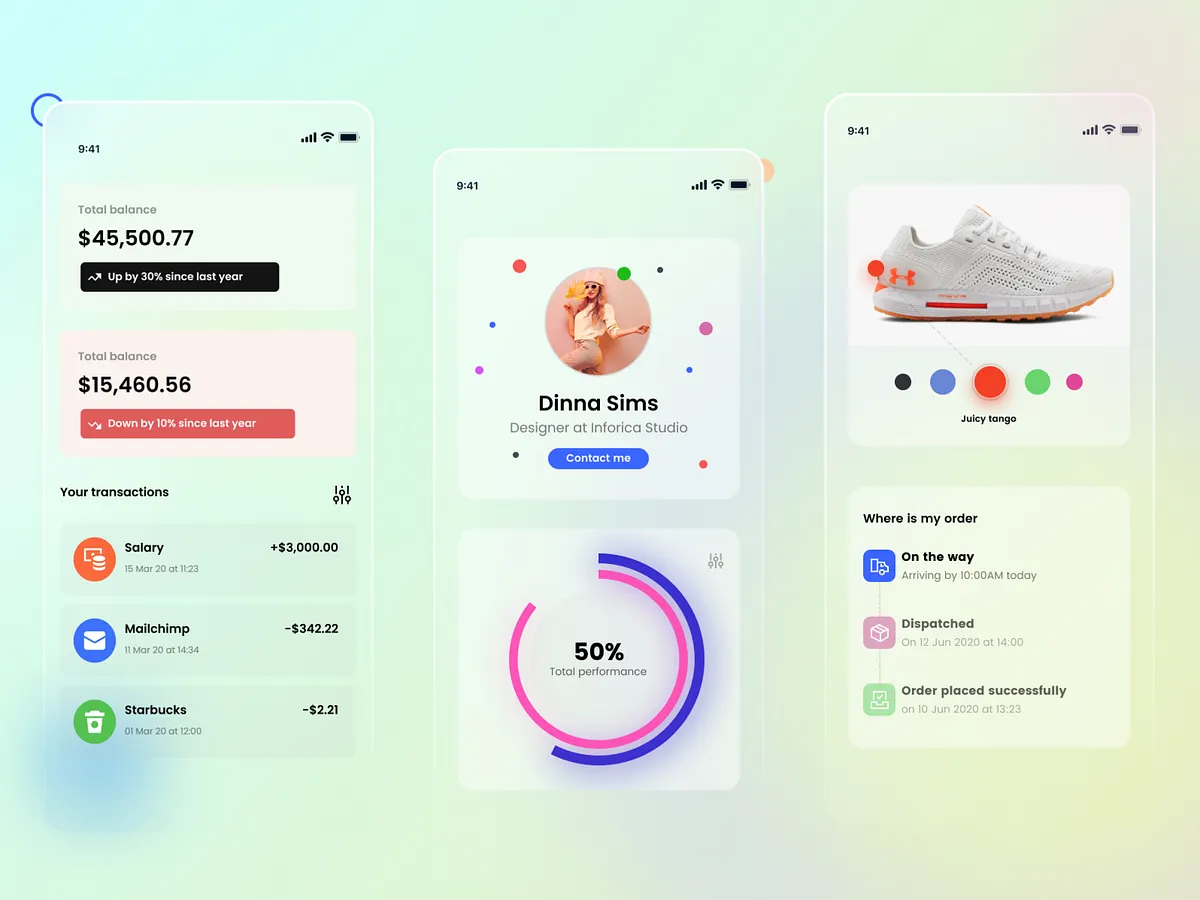 9:41
Total balance
$45,500.77
Up by 30% since last year
Total balance
$15,460.56
Down by 10% since last year
Your transactions
Salary
+$3,000.00
15 Mar 20 at 11:23
Mailchimp
-$342.22
11 Mar 20 at 14:34
Starbucks
-$2.21
01 Mar 20 at 12:00
9:41
Dinna Sims
Designer at Inforica Studio
Contact me
50%
Total performance
9:41
Juicy tango
Where is my order
On the way
Arriving by 10:00AM today
Dispatched
On 12 Jun 2020 at 14:00
Order placed successfully
on 10 Jun 2020 at 13:23